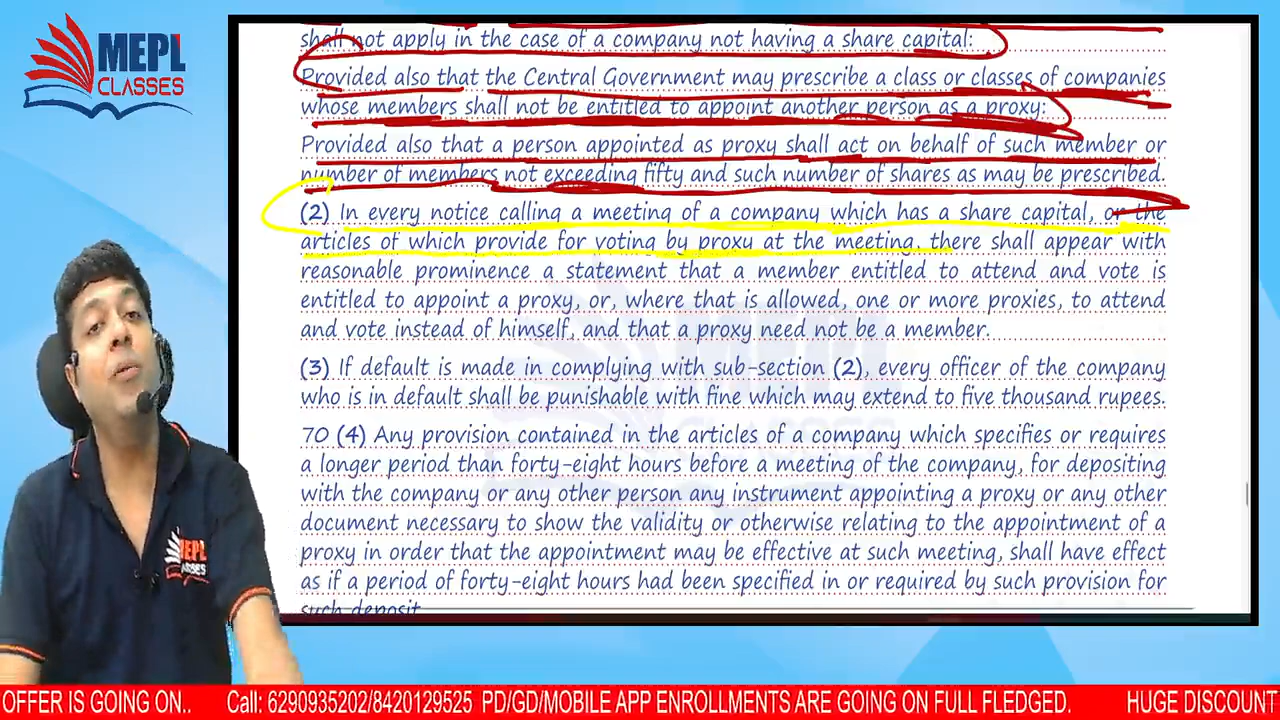 MEPL
CLASSES
shall not apply in the case of a company not having a share capital:
Provided also that the Central Government may prescribe a class or classes of companies
whose members shall not be entitled to appoint another person as a proxy:
Provided also that a person appointed as proxy shall act on behalf of such member or
number of members not exceeding fifty and such number of shares as may be prescribed.
(2) In every notice calling a meeting of a company which has a share capital, or the
articles of which provide for voting by proxy at the meeting, there shall appear with
reasonable prominence a statement that a member entitled to attend and vote is
entitled to appoint a proxy, or, where that is allowed, one or more proxies, to attend
and vote instead of himself, and that a proxy need not be a member.
(3) If default is made in complying with sub-section (2), every officer of the company
who is in default shall be punishable with fine which may extend to five thousand rupees.
70 (4) Any provision contained in the articles of a company which specifies or requires
a longer period than forty-eight hours before a meeting of the company, for depositing
with the company or any other person any instrument appointing a proxy or any other
document necessary to show the validity or otherwise relating to the appointment of a
proxy in order that the appointment may be effective at such meeting, shall have effect
as if a period of forty-eight hours had been specified in or required by such provision for
such deposit
MEPL
CLASSES
OFFER IS GOING ON.. Call: 6290935202/8420129525 PD/GD/MOBILE APP ENROLLMENTS ARE GOING ON FULL FLEDGED. HUGE DISCOUNT